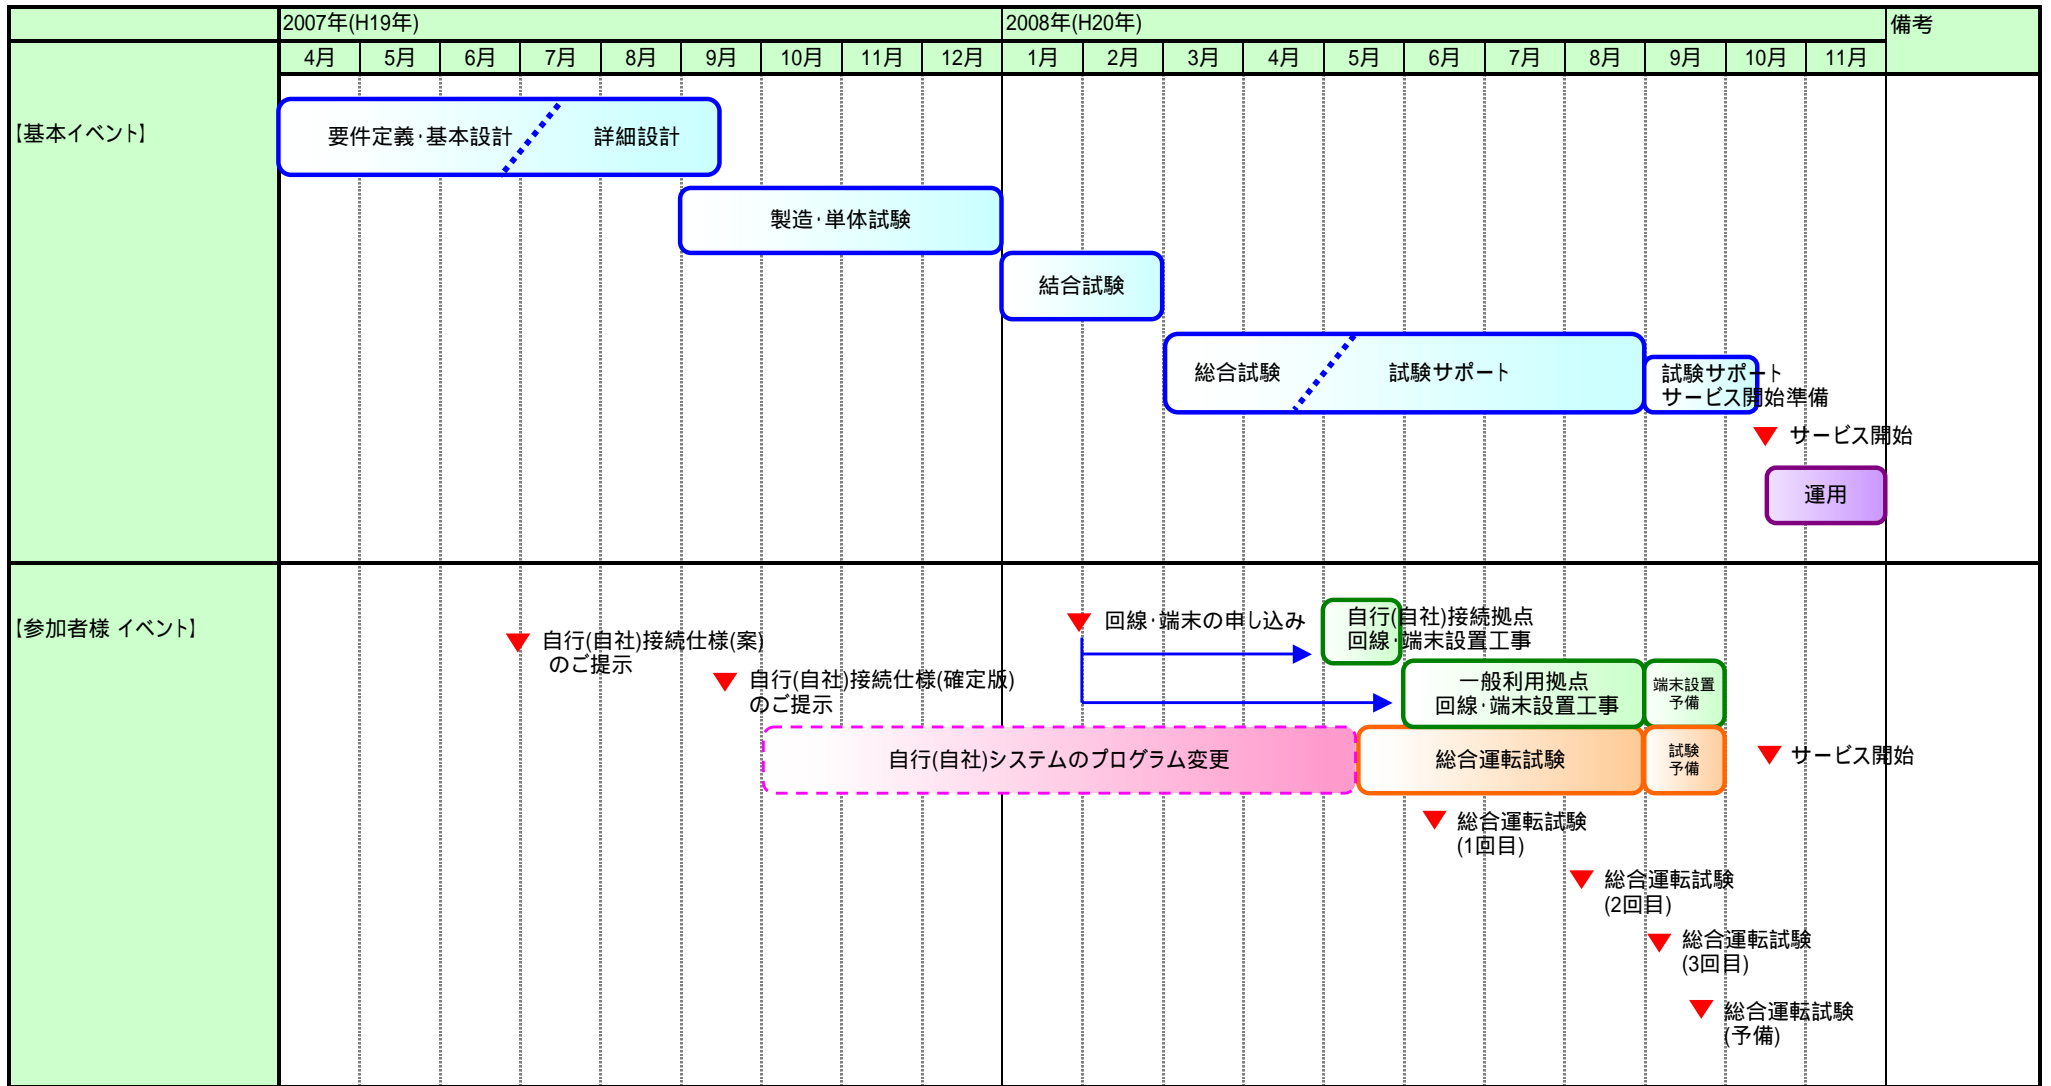 2007年(H19年)
2008年(H20年)
備考
4月
5月
6月
7月
8月
9月
10月
11月
12月
1月
2月
3月
4月
5月
6月
7月
8月
9月
10月
11月
【基本イベント】
要件定義・基本設計
詳細設計
製造・単体試験
結合試験
総合試験
試験サポート
試験サポート
サービス開始準備
サービス開始
運用
【参加者様 イベント】
自行(自社)接続仕様(案)
のご提示
自行(自社)接続仕様(確定版)
のご提示
回線・端末の申し込み
自行(自社)接続拠点
回線・端末設置工事
一般利用拠点
回線・端末設置工事
端末設置
予備
自行(自社)システムのプログラム変更
総合運転試験
試験
予備
サービス開始
総合運転試験
(1回目)
総合運転試験
(2回目)
総合運転試験
(3回目)
総合運転試験
(予備)